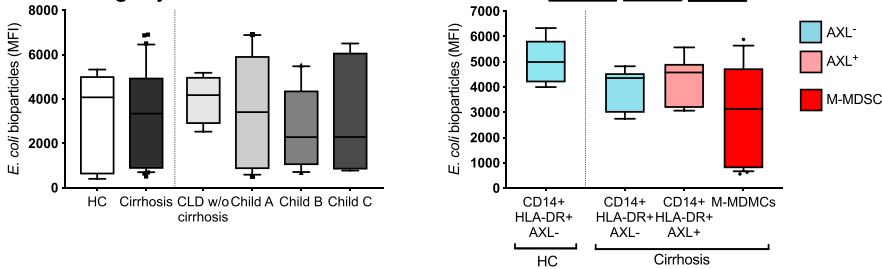 E. coli bioparticles (MFI)
8000
6000
4000
2000
0
HC
Cirrhosis
CLD w/o
cirrhosis
Child A
Child B
Child C
E. coli bioparticles (MFI)
7000
6000
5000
4000
3000
2000
1000
0
CD14+
HLA-DR+
AXL-
CD14+
HLA-DR+
AXL-
CD14+
HLA-DR+
AXL+
M-MDMCs
HC
Cirrhosis
AXL-
AXL+
M-MDSC